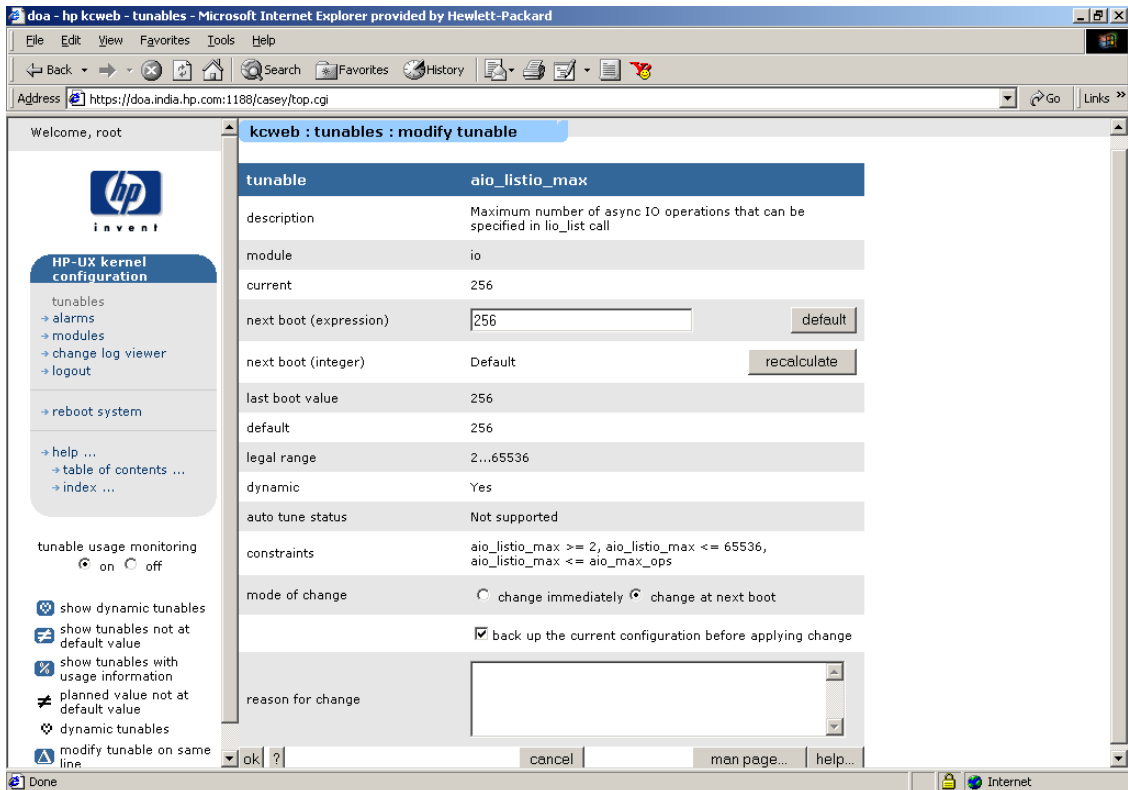 doa - hp kcweb - tunables - Microsoft Internet Explorer provided by Hewlett-Packard
File Edit View Favorites Tools Help
Back Search Favorites History
Address https://doa.india.hp.com:1188/casey/top.cgi Go Links »
Welcome, root
hp
invent
HP-UX kernel
configuration
tunables
alarms
modules
change log viewer
logout
reboot system
help ...
table of contents ...
index ...
tunable usage monitoring
on off
show dynamic tunables
show tunables not at
default value
show tunables with
usage information
planned value not at
default value
dynamic tunables
modify tunable on same
line
kcweb : tunables : modify tunable
tunable aio_listio_max
description Maximum number of async IO operations that can be
specified in lio_list call
module io
current 256
next boot (expression) 256 default
next boot (integer) Default recalculate
last boot value 256
default 256
legal range 2...65536
dynamic Yes
auto tune status Not supported
constraints aio_listio_max >= 2, aio_listio_max <= 65536,
aio_listio_max <= aio_max_ops
mode of change change immediately change at next boot
back up the current configuration before applying change
reason for change
ok ? cancel man page... help...
Done Internet